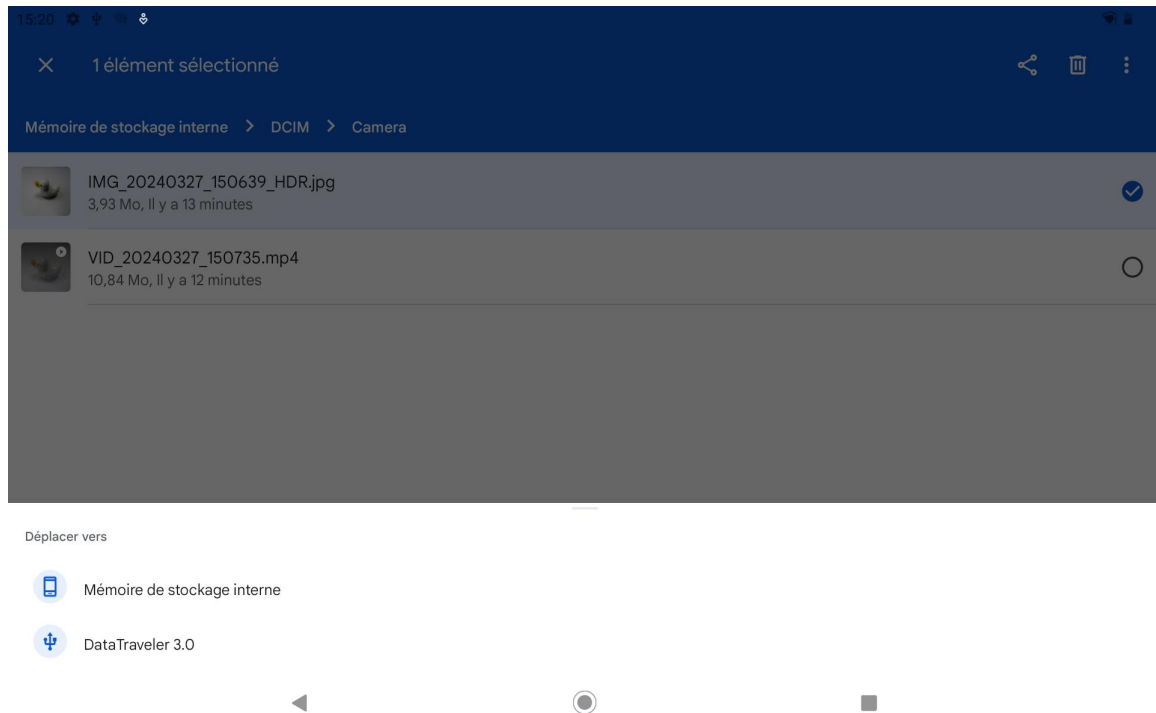 15:20
1 élément sélectionné
Mémoire de stockage interne > DCIM > Camera
IMG_20240327_150639_HDR.jpg
3,93 Mo, Il y a 13 minutes
VID_20240327_150735.mp4
10,84 Mo, Il y a 12 minutes
Déplacer vers
Mémoire de stockage interne
DataTraveler 3.0